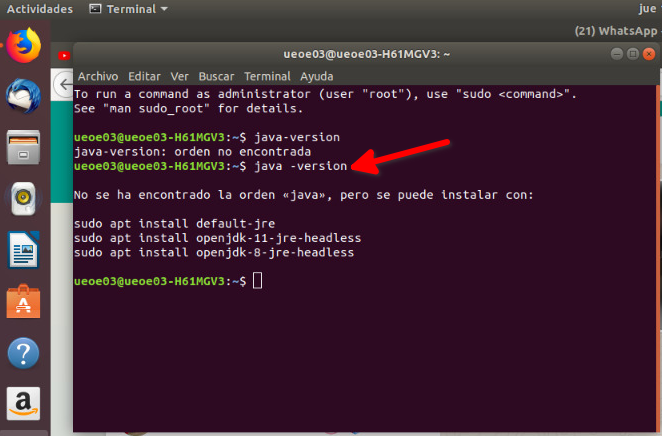 Actividades Terminal jue
(21) WhatsApp
ueoe03@ueoe03-H61MGV3: ~
Archivo Editar Ver Buscar Terminal Ayuda
To run a command as administrator (user "root"), use "sudo <command>".
See "man sudo_root" for details.
ueoe03@ueoe03-H61MGV3:~$ java-version
java-version: orden no encontrada
ueoe03@ueoe03-H61MGV3:~$ java -version
No se ha encontrado la orden «java», pero se puede instalar con:
sudo apt install default-jre
sudo apt install openjdk-11-jre-headless
sudo apt install openjdk-8-jre-headless
ueoe03@ueoe03-H61MGV3:~$